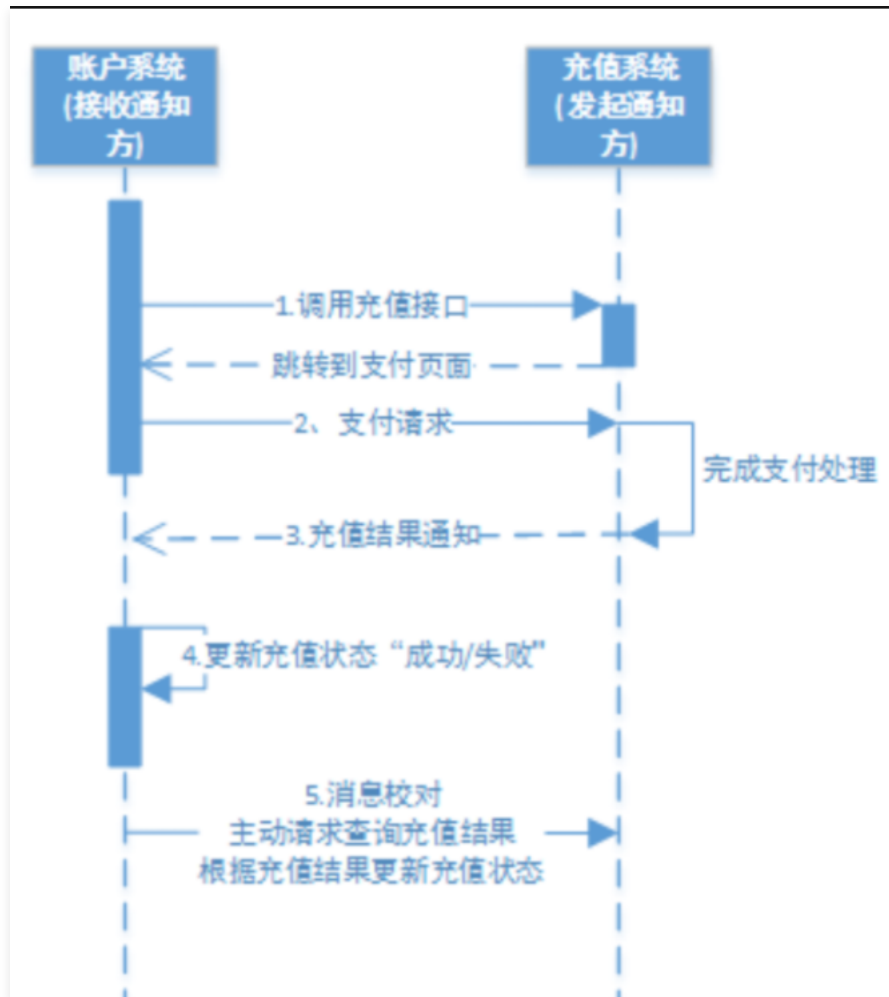 账户系统
(接收通知
方)
充值系统
(发起通知
方)
1.调用充值接口
跳转到支付页面
2、支付请求
完成支付处理
3.充值结果通知
4.更新充值状态“成功/失败”
5.消息校对
主动请求查询充值结果
根据充值结果更新充值状态